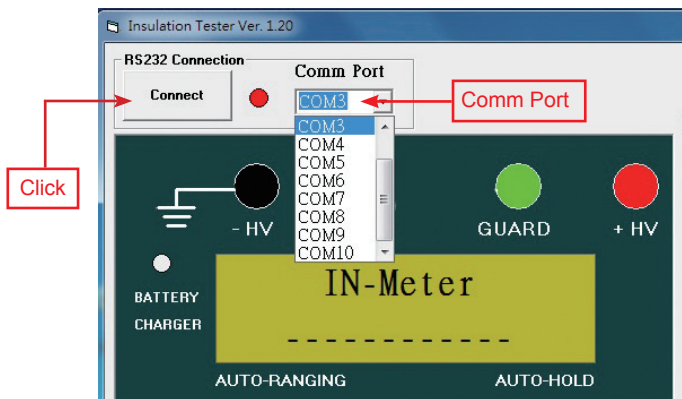 Insulation Tester Ver. 1.20
RS232 Connection
Comm Port
Connect
COM3
Comm Port
COM3
COM4
COM5
COM6
COM7
COM8
COM9
COM10
Click
- HV
GUARD
+ HV
BATTERY
CHARGER
IN-Meter
------------
AUTO-RANGING
AUTO-HOLD